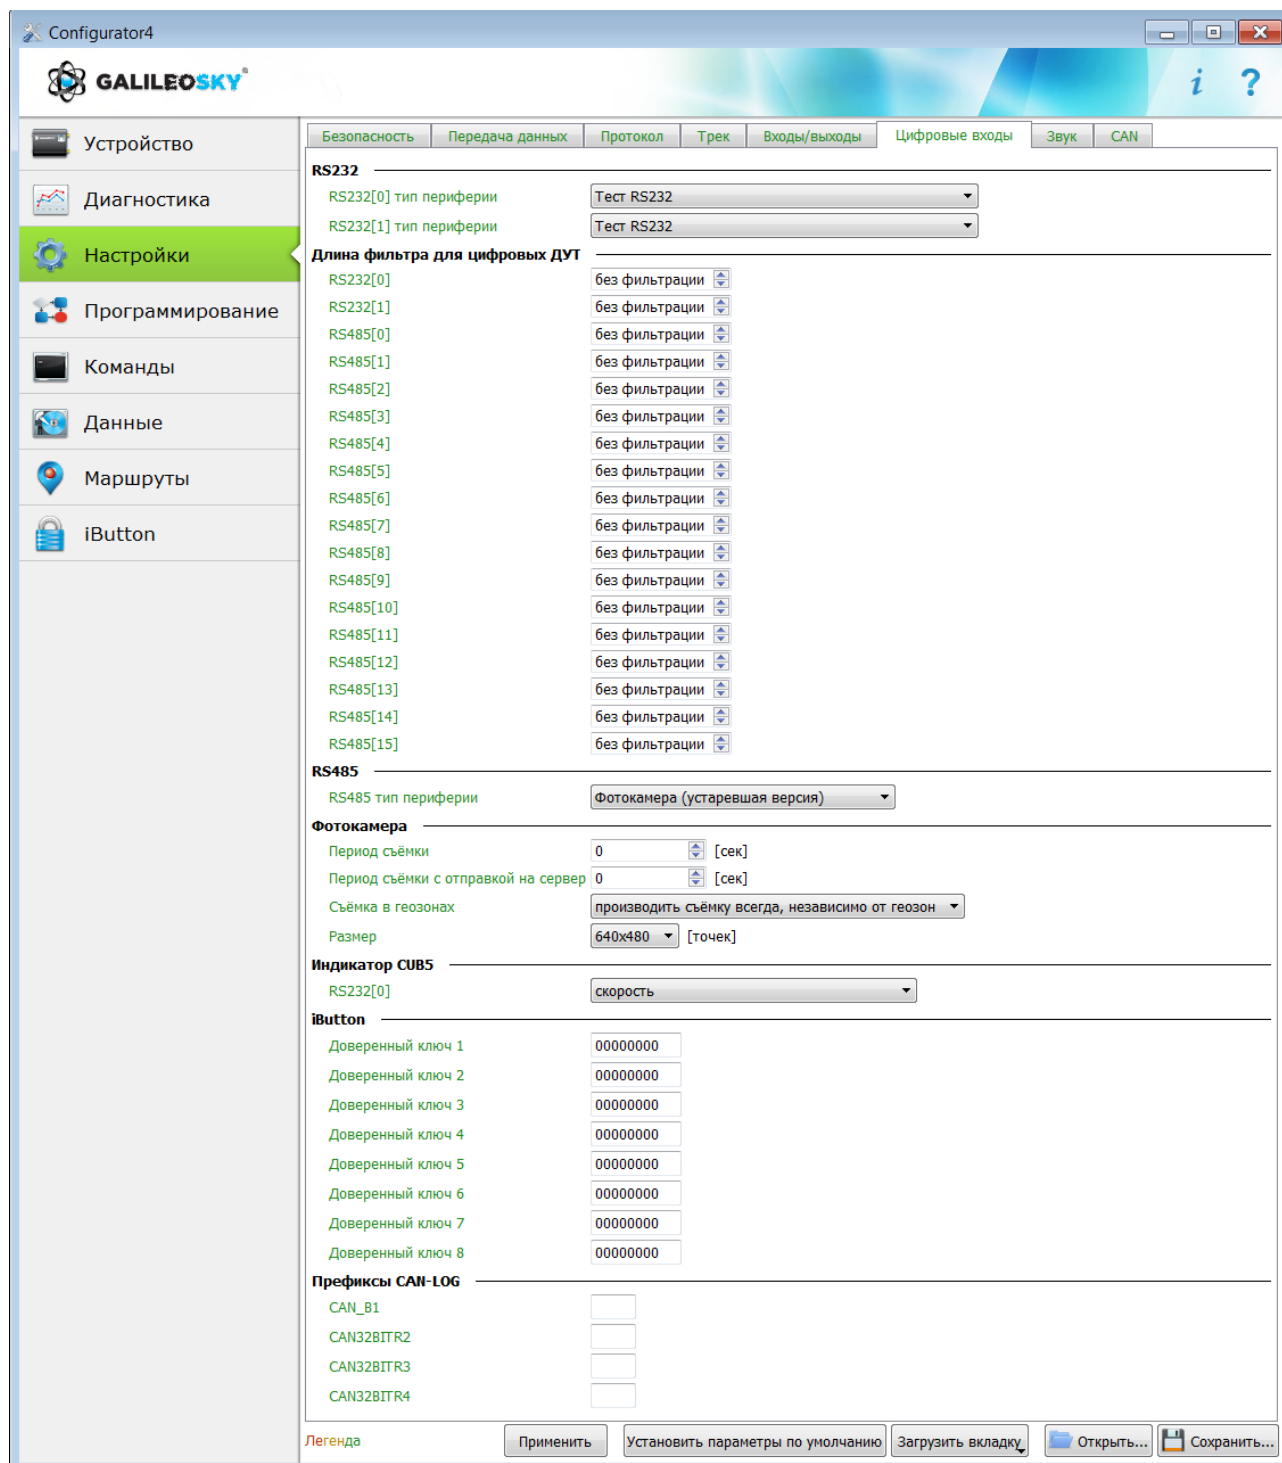 Configurator4
GALILEOSKY®
i ?
Устройство
Диагностика
Настройки
Программирование
Команды
Данные
Маршруты
iButton
Безопасность Передача данных Протокол Трек Входы/выходы Цифровые входы Звук CAN
RS232
RS232[0] тип периферии Тест RS232
RS232[1] тип периферии Тест RS232
Длина фильтра для цифровых ДУТ
RS232[0] без фильтрации
RS232[1] без фильтрации
RS485[0] без фильтрации
RS485[1] без фильтрации
RS485[2] без фильтрации
RS485[3] без фильтрации
RS485[4] без фильтрации
RS485[5] без фильтрации
RS485[6] без фильтрации
RS485[7] без фильтрации
RS485[8] без фильтрации
RS485[9] без фильтрации
RS485[10] без фильтрации
RS485[11] без фильтрации
RS485[12] без фильтрации
RS485[13] без фильтрации
RS485[14] без фильтрации
RS485[15] без фильтрации
RS485
RS485 тип периферии Фотокамера (устаревшая версия)
Фотокамера
Период съёмки 0 [сек]
Период съёмки с отправкой на сервер 0 [сек]
Съёмка в геозонах производить съёмку всегда, независимо от геозон
Размер 640x480 [точек]
Индикатор CUB5
RS232[0] скорость
iButton
Доверенный ключ 1 00000000
Доверенный ключ 2 00000000
Доверенный ключ 3 00000000
Доверенный ключ 4 00000000
Доверенный ключ 5 00000000
Доверенный ключ 6 00000000
Доверенный ключ 7 00000000
Доверенный ключ 8 00000000
Префиксы CAN-LOG
CAN_B1
CAN32BITR2
CAN32BITR3
CAN32BITR4
Легенда Применить Установить параметры по умолчанию Загрузить вкладку Открыть... Сохранить...